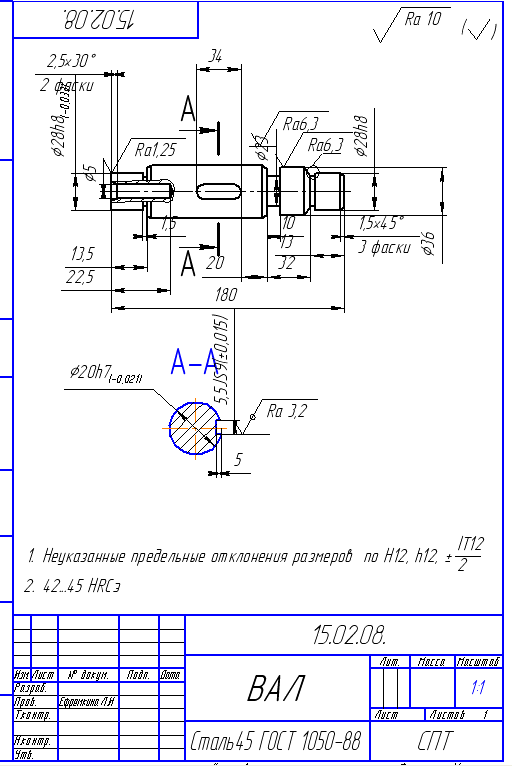 15.02.08.
Ra 10 (√)
34
2,5x30°
2 фаски
А
Ra6,3
Ra6,3
Ra1,25
ϕ28h8(-0,033)
ϕ5
ϕ28h8
ϕ36
1,5
10
1,5x45°
13
3 фаски
13,5
А
20
32
22,5
180
А-А
5,5JS9(±0,015)
ϕ20h7(-0,021)
Ra 3,2
5
1. Неуказанные предельные отклонения размеров по H12, h12, ± IT12/2
2. 42...45 HRCэ
15.02.08.
Лит. Масса Масштаб
Изм Лист № докум. Подп. Дата
ВАЛ
1:1
Разраб.
Пров. Ефремкина Л.Н
Т.контр.
Лист Листов 1
Сталь45 ГОСТ 1050-88
СПТ
Н.контр.
Утв.